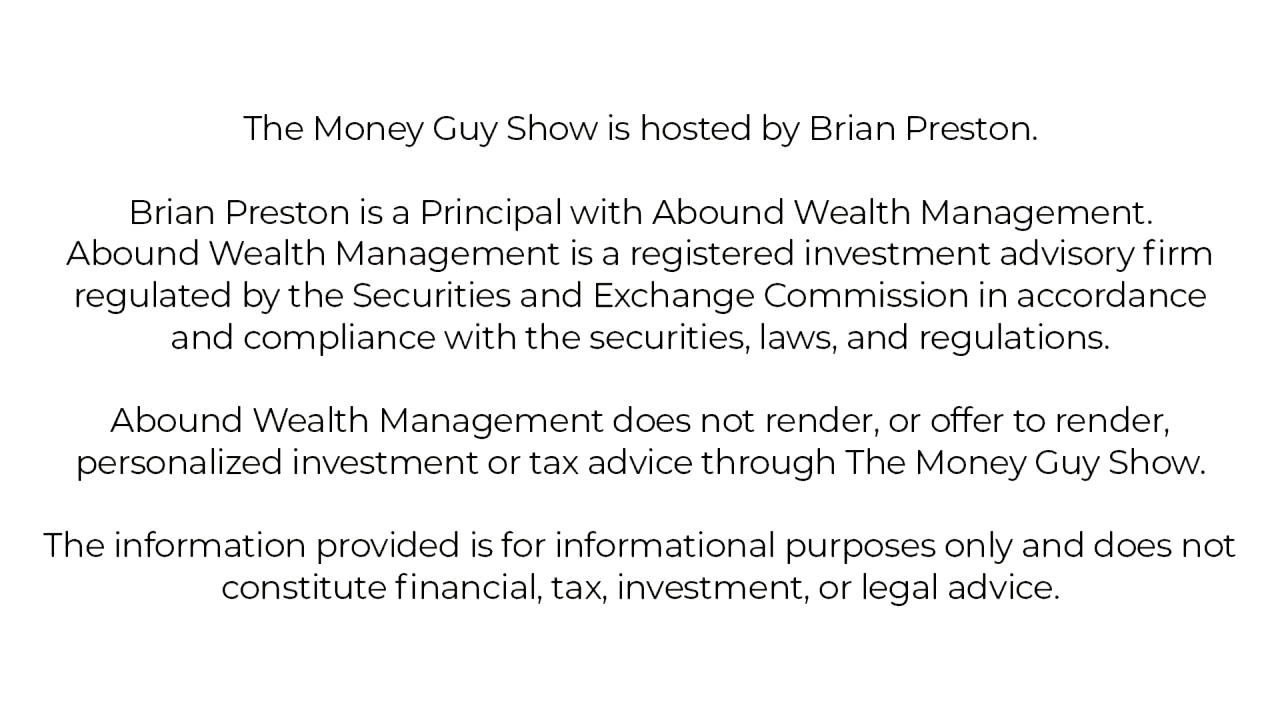 The Money Guy Show is hosted by Brian Preston.
Brian Preston is a Principal with Abound Wealth Management.
Abound Wealth Management is a registered investment advisory firm
regulated by the Securities and Exchange Commission in accordance
and compliance with the securities, laws, and regulations.
Abound Wealth Management does not render, or offer to render,
personalized investment or tax advice through The Money Guy Show.
The information provided is for informational purposes only and does not
constitute financial, tax, investment, or legal advice.